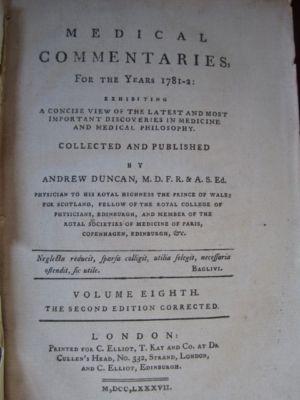 MEDICAL
COMMENTARIES,
FOR THE YEARS 1781-2:
EXHIBITING
A CONCISE VIEW OF THE LATEST AND MOST
IMPORTANT DISCOVERIES IN MEDICINE
AND MEDICAL PHILOSOPHY.
COLLECTED AND PUBLISHED
BY
ANDREW DUNCAN, M. D. F. R. & A. S. Ed.
PHYSICIAN TO HIS ROYAL HIGHNESS THE PRINCE OF WALES
FOR SCOTLAND, FELLOW OF THE ROYAL COLLEGE OF
PHYSICIANS, EDINBURGH, AND MEMBER OF THE
ROYAL SOCIETIES OF MEDICINE OF PARIS,
COPENHAGEN, EDINBURGH, &c.
Neglecta reducit, ſparſa colligit, utilia ſelegit, neceſſaria
oſtendit, ſic utile. BAGLIVI.
VOLUME EIGHTH.
THE SECOND EDITION CORRECTED.
LONDON:
PRINTED FOR C. ELLIOT, T. KAY AND CO. AT DR
CULLEN'S HEAD, No. 332, STRAND, LONDON,
AND C. ELLIOT, EDINBURGH.
M,DCC,LXXXVII.